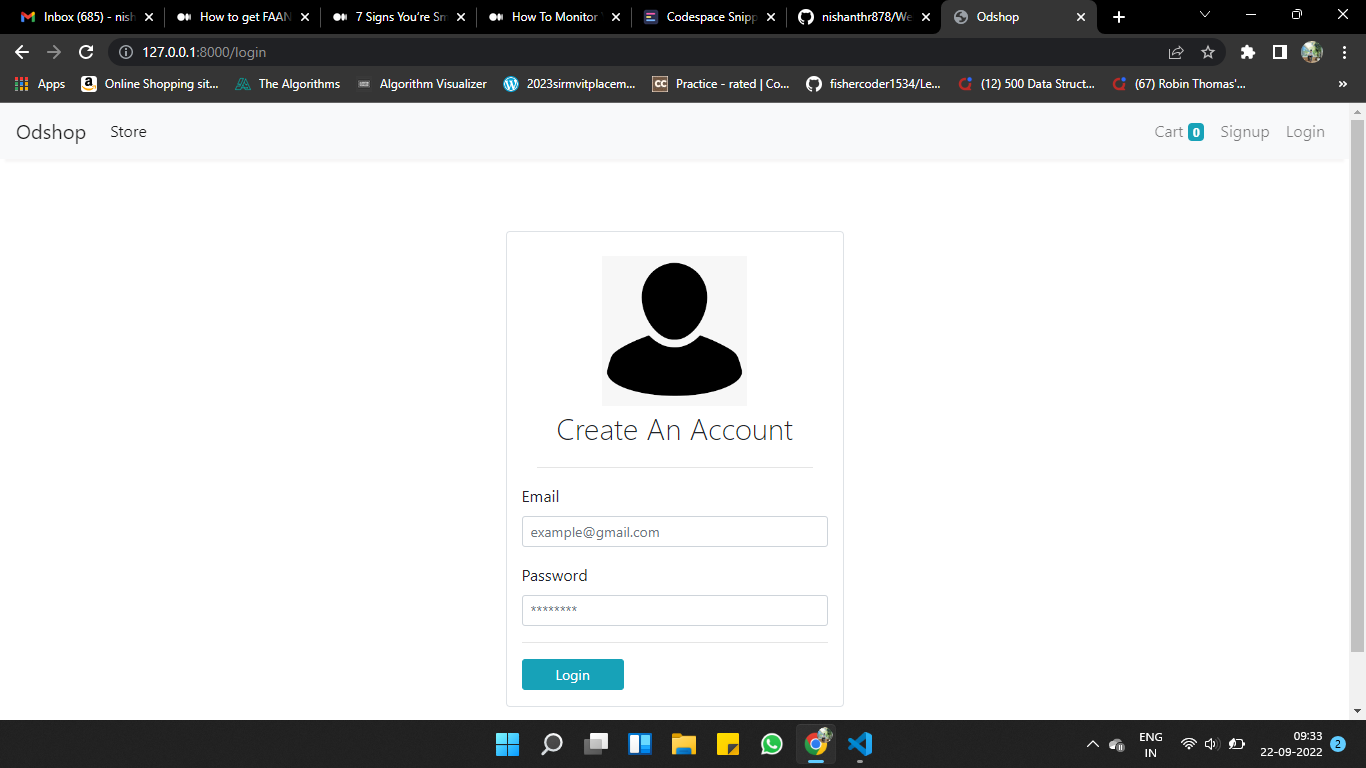 Inbox (685) - nish
How to get FAAN
7 Signs You're Sm
How To Monitor
Codespace Snipp
nishanthr878/We
Odshop
127.0.0.1:8000/login
Apps
Online Shopping sit...
The Algorithms
Algorithm Visualizer
2023sirmvitplacem...
CC Practice - rated | Co...
fishercoder1534/Le...
(12) 500 Data Struct...
(67) Robin Thomas'...
»
Odshop Store Cart 0 Signup Login
Create An Account
Email
example@gmail.com
Password
********
Login
ENG
IN
09:33
22-09-2022
2